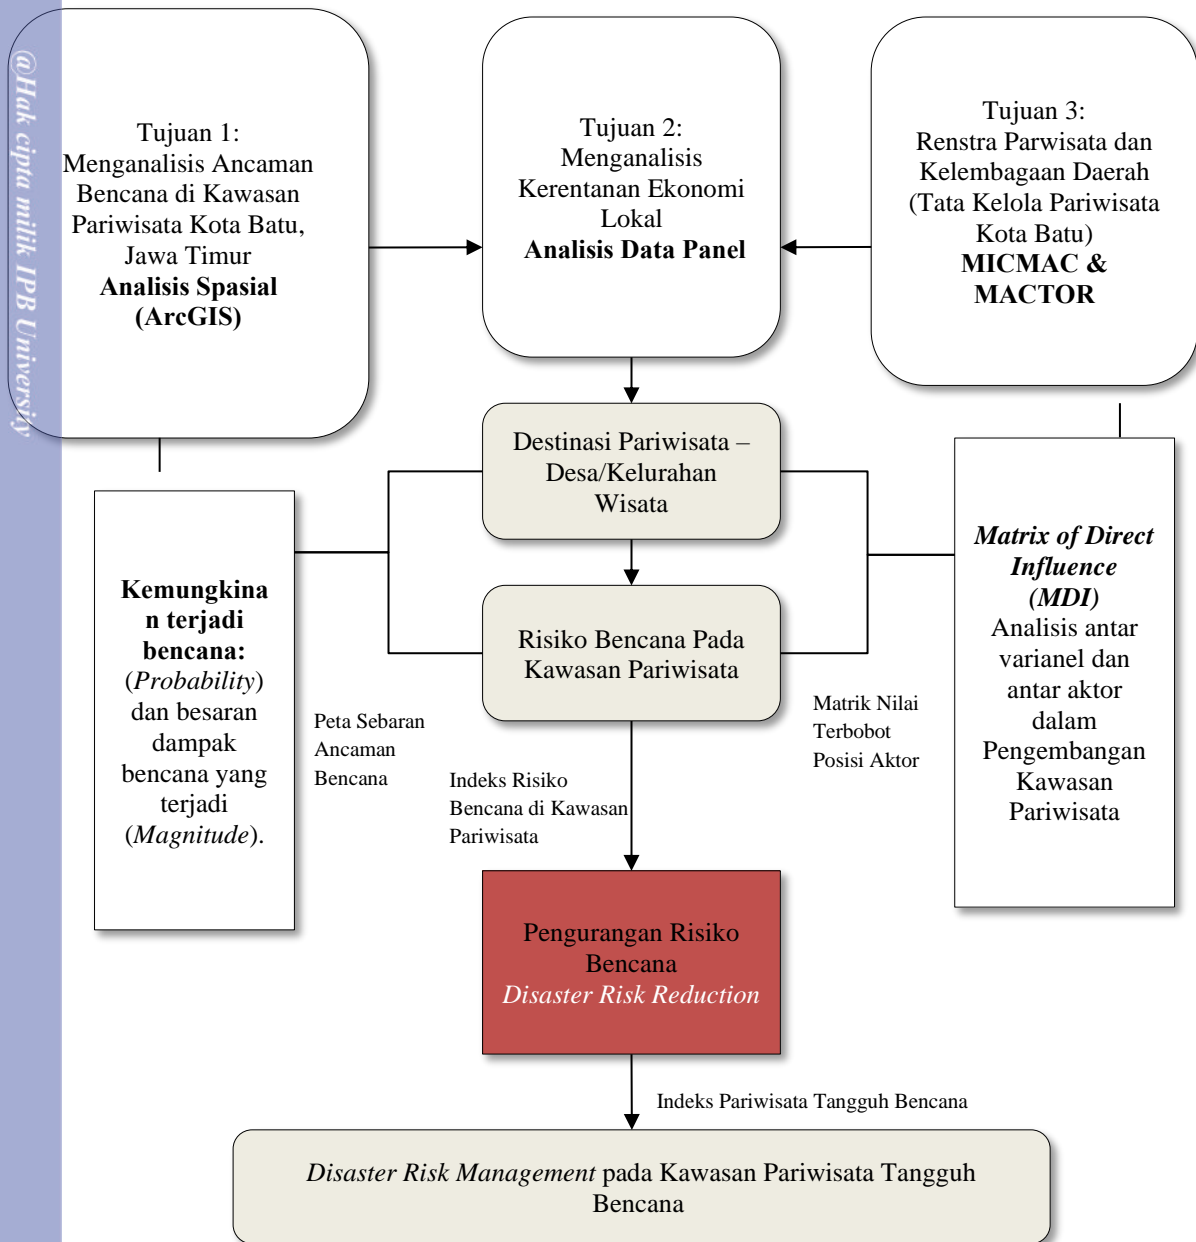 @Hak cipta milik IPB University
Tujuan 1:
Menganalisis Ancaman
Bencana di Kawasan
Pariwisata Kota Batu,
Jawa Timur
Analisis Spasial
(ArcGIS)
Tujuan 2:
Menganalisis
Kerentanan Ekonomi
Lokal
Analisis Data Panel
Tujuan 3:
Renstra Parwisata dan
Kelembagaan Daerah
(Tata Kelola Pariwisata
Kota Batu)
MICMAC &
MACTOR
Destinasi Pariwisata –
Desa/Kelurahan
Wisata
Kemungkina
n terjadi
bencana:
(Probability)
dan besaran
dampak
bencana yang
terjadi
(Magnitude).
Risiko Bencana Pada
Kawasan Pariwisata
Matrix of Direct
Influence
(MDI)
Analisis antar
varianel dan
antar aktor
dalam
Pengembangan
Kawasan
Pariwisata
Peta Sebaran
Ancaman
Bencana
Indeks Risiko
Bencana di Kawasan
Pariwisata
Matrik Nilai
Terbobot
Posisi Aktor
Pengurangan Risiko
Bencana
Disaster Risk Reduction
Indeks Pariwisata Tangguh Bencana
Disaster Risk Management pada Kawasan Pariwisata Tangguh
Bencana